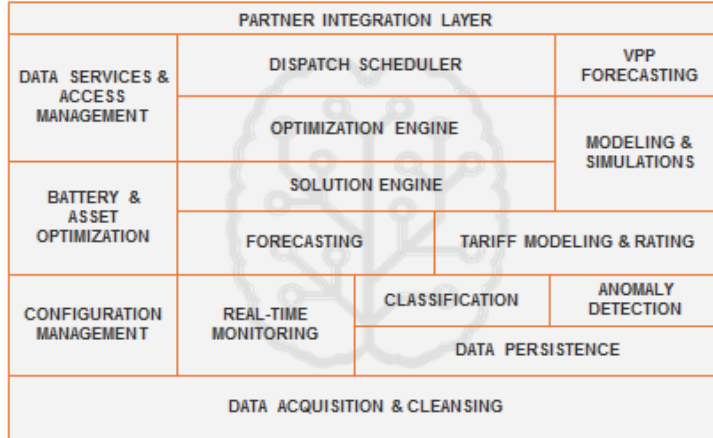 PARTNER INTEGRATION LAYER
DATA SERVICES &
ACCESS
MANAGEMENT
DISPATCH SCHEDULER
VPP
FORECASTING
OPTIMIZATION ENGINE
MODELING &
SIMULATIONS
BATTERY &
ASSET
OPTIMIZATION
SOLUTION ENGINE
FORECASTING
TARIFF MODELING & RATING
CONFIGURATION
MANAGEMENT
REAL-TIME
MONITORING
CLASSIFICATION
ANOMALY
DETECTION
DATA PERSISTENCE
DATA ACQUISITION & CLEANSING